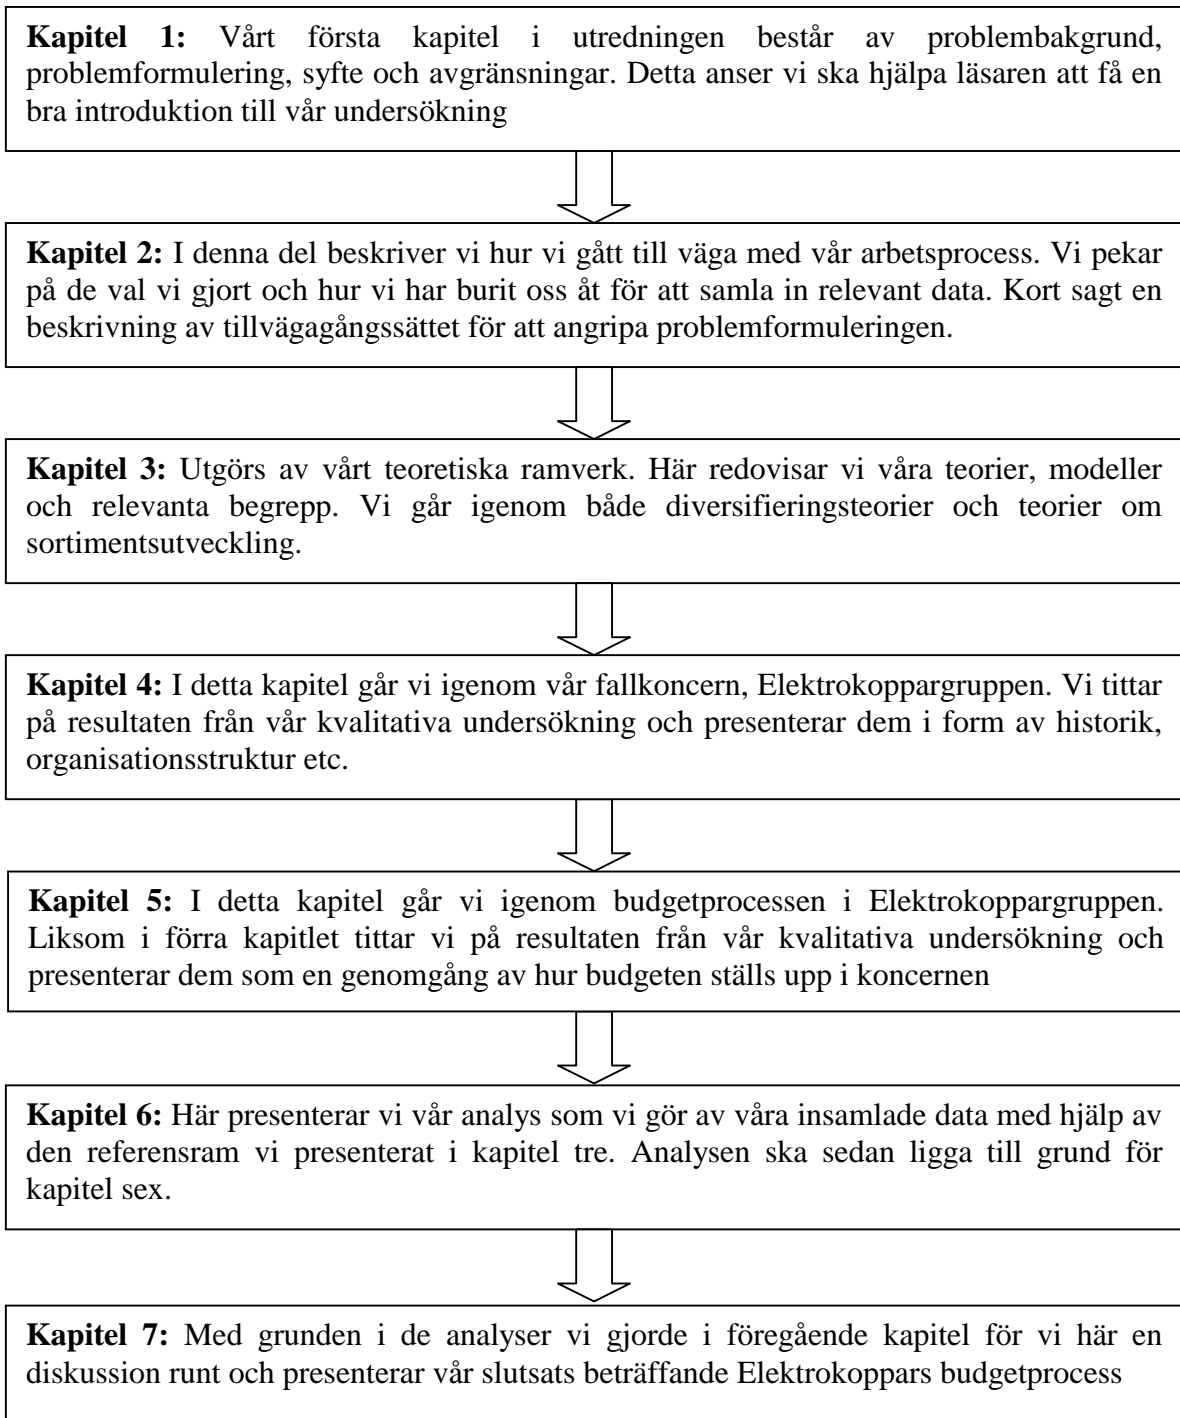 Kapitel 1: Vårt första kapitel i utredningen består av problembakgrund,
problemformulering, syfte och avgränsningar. Detta anser vi ska hjälpa läsaren att få en
bra introduktion till vår undersökning
Kapitel 2: I denna del beskriver vi hur vi gått till väga med vår arbetsprocess. Vi pekar
på de val vi gjort och hur vi har burit oss åt för att samla in relevant data. Kort sagt en
beskrivning av tillvägagångssättet för att angripa problemformuleringen.
Kapitel 3: Utgörs av vårt teoretiska ramverk. Här redovisar vi våra teorier, modeller
och relevanta begrepp. Vi går igenom både diversifieringsteorier och teorier om
sortimentsutveckling.
Kapitel 4: I detta kapitel går vi igenom vår fallkoncern, Elektrokoppargruppen. Vi tittar
på resultaten från vår kvalitativa undersökning och presenterar dem i form av historik,
organisationsstruktur etc.
Kapitel 5: I detta kapitel går vi igenom budgetprocessen i Elektrokoppargruppen.
Liksom i förra kapitlet tittar vi på resultaten från vår kvalitativa undersökning och
presenterar dem som en genomgång av hur budgeten ställs upp i koncernen
Kapitel 6: Här presenterar vi vår analys som vi gör av våra insamlade data med hjälp av
den referensram vi presenterat i kapitel tre. Analysen ska sedan ligga till grund för
kapitel sex.
Kapitel 7: Med grunden i de analyser vi gjorde i föregående kapitel för vi här en
diskussion runt och presenterar vår slutsats beträffande Elektrokoppars budgetprocess